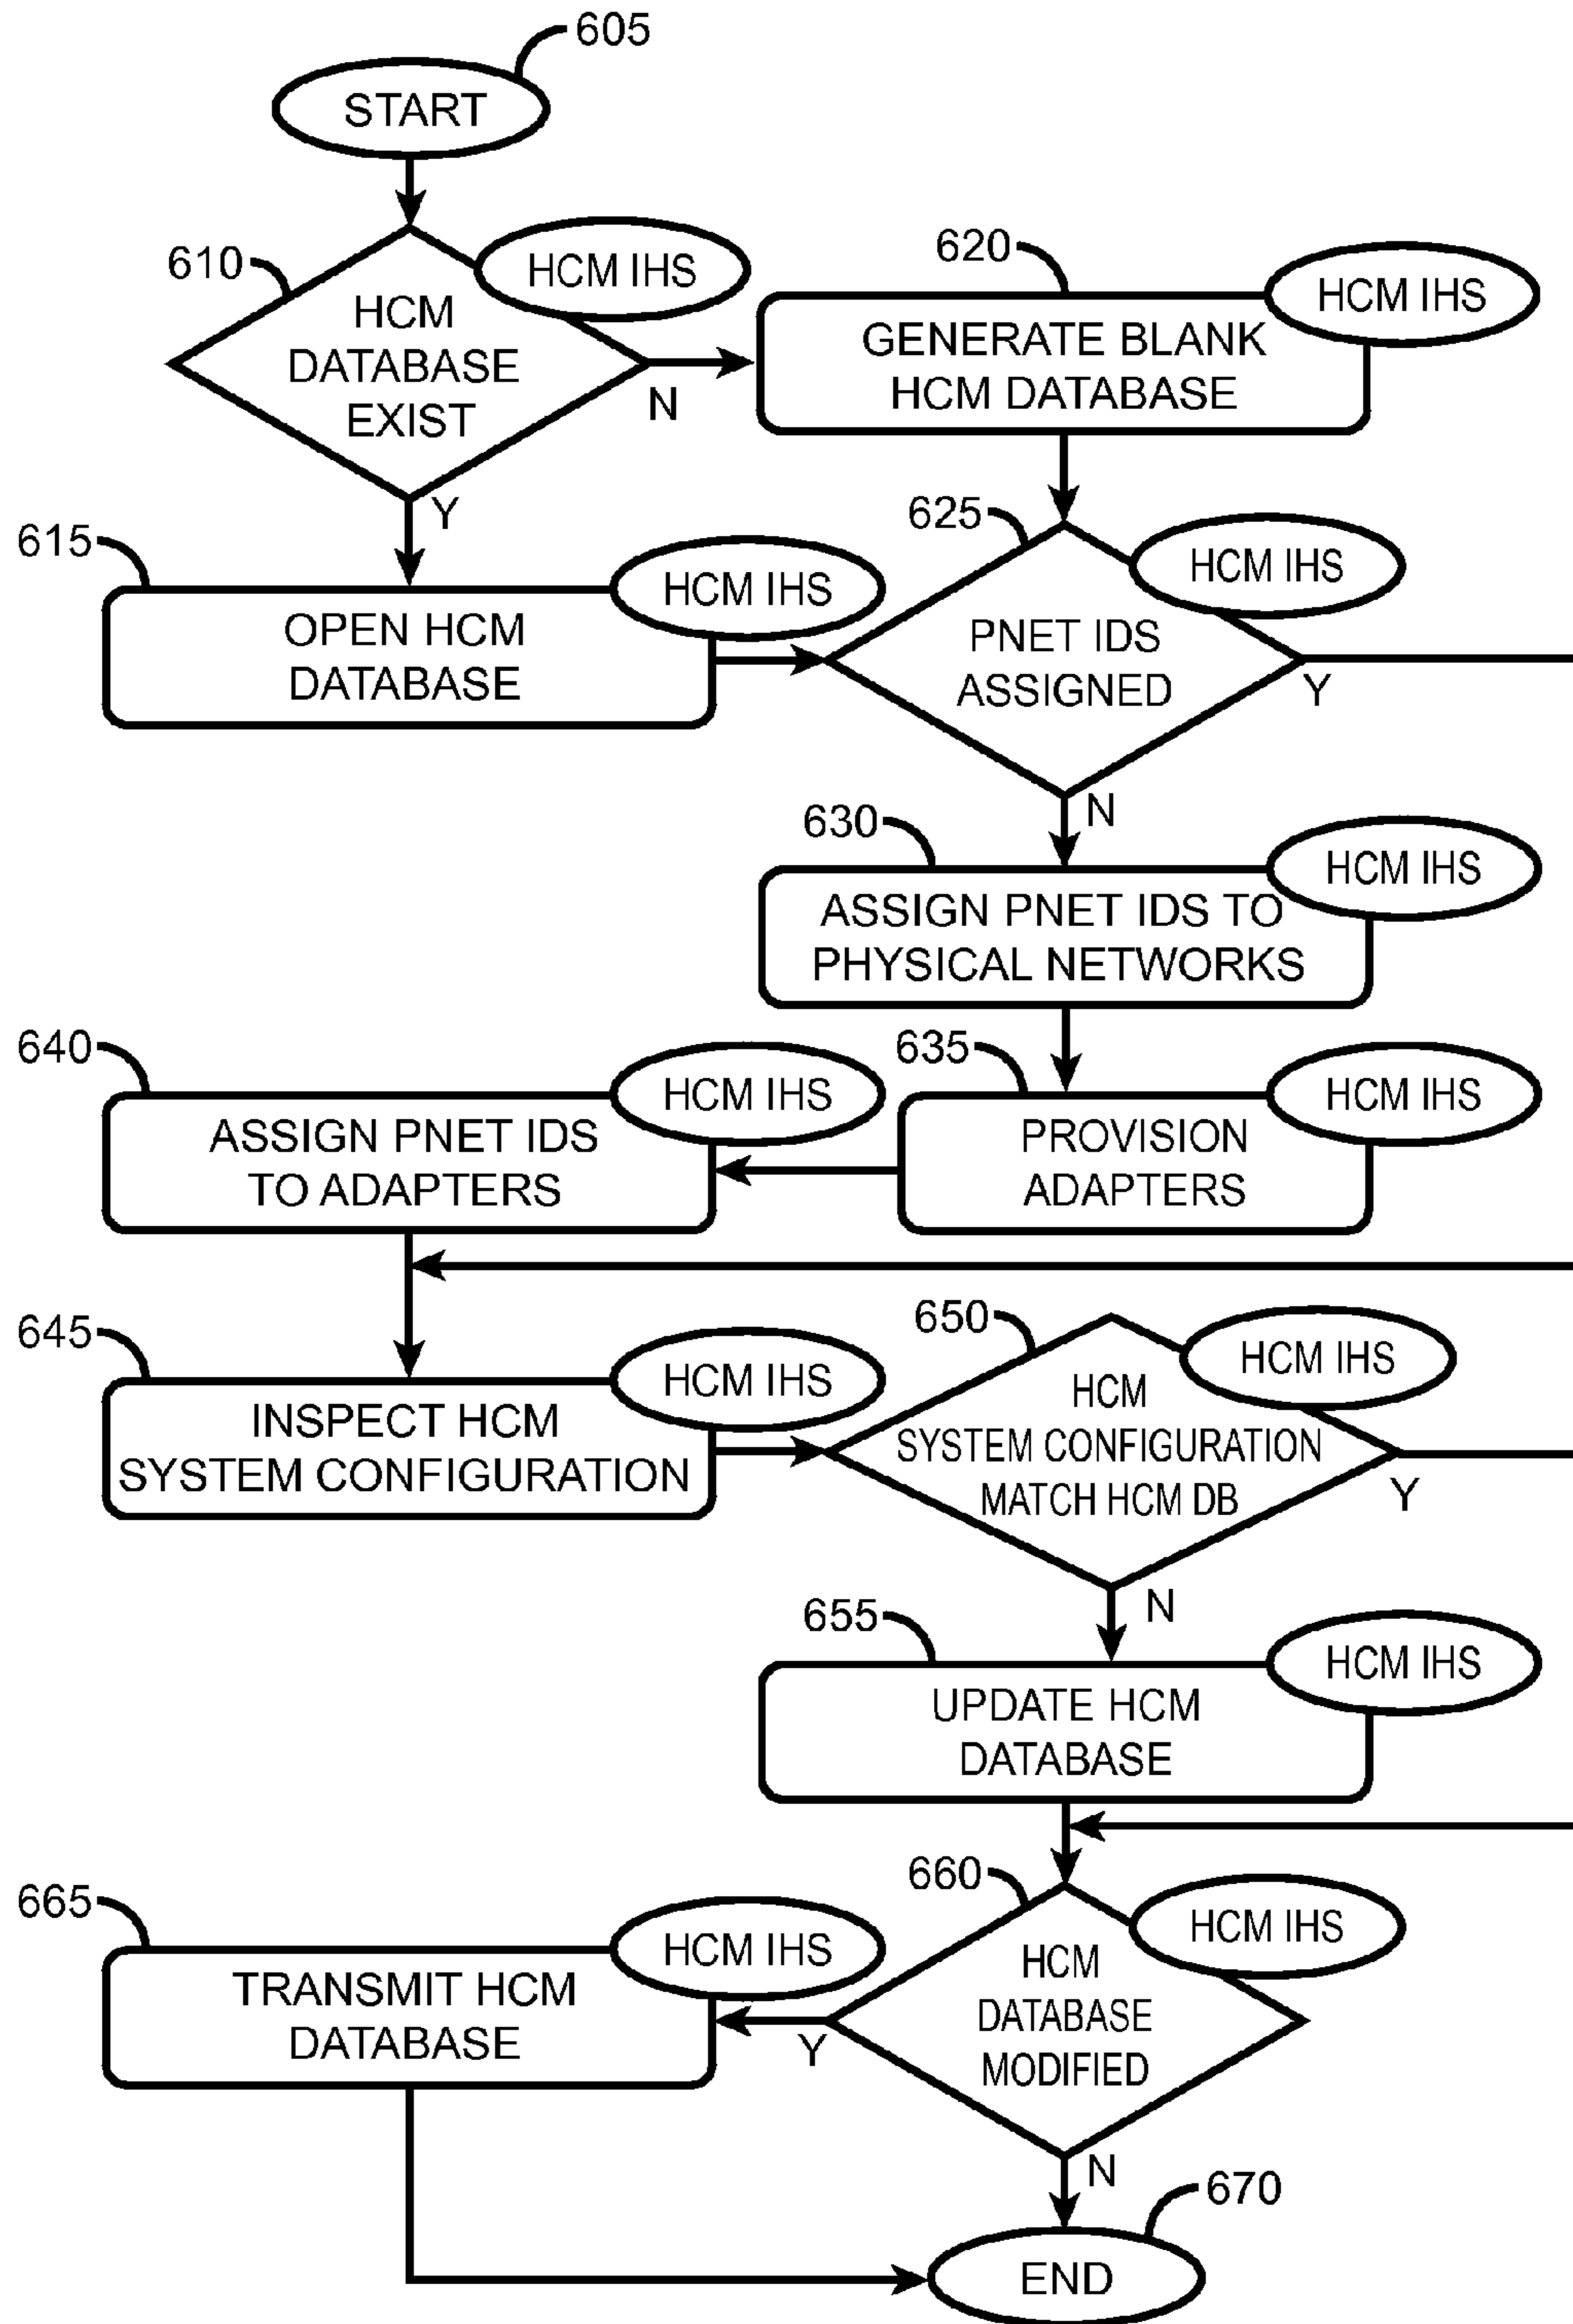 605
START
610
HCM IHS
HCM
DATABASE
EXIST
N
Y
620
HCM IHS
GENERATE BLANK
HCM DATABASE
615
HCM IHS
OPEN HCM
DATABASE
625
HCM IHS
PNET IDS
ASSIGNED
Y
N
630
HCM IHS
ASSIGN PNET IDS TO
PHYSICAL NETWORKS
635
HCM IHS
PROVISION
ADAPTERS
640
HCM IHS
ASSIGN PNET IDS
TO ADAPTERS
645
HCM IHS
INSPECT HCM
SYSTEM CONFIGURATION
650
HCM IHS
HCM
SYSTEM CONFIGURATION
MATCH HCM DB
Y
N
655
HCM IHS
UPDATE HCM
DATABASE
660
HCM IHS
HCM
DATABASE
MODIFIED
Y
N
665
HCM IHS
TRANSMIT HCM
DATABASE
670
END